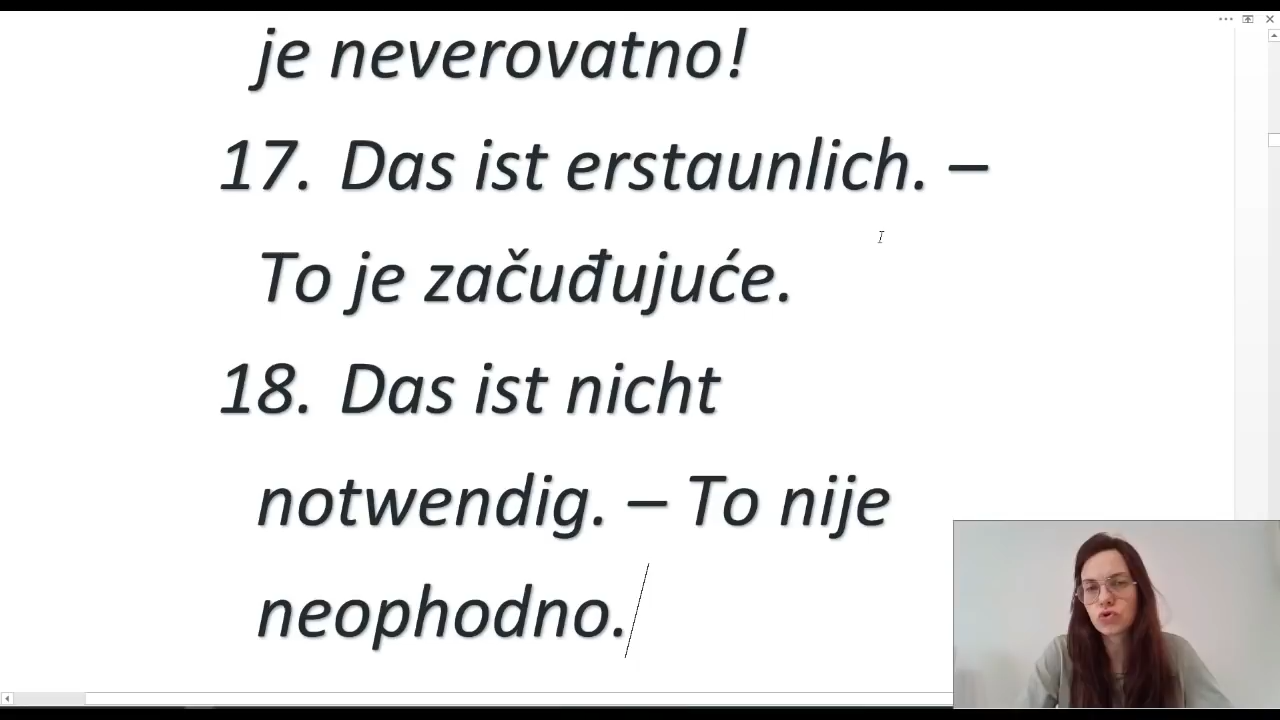 je neverovatno!
17. Das ist erstaunlich. –
To je začuđujuće.
18. Das ist nicht
notwendig. – To nije
neophodno.